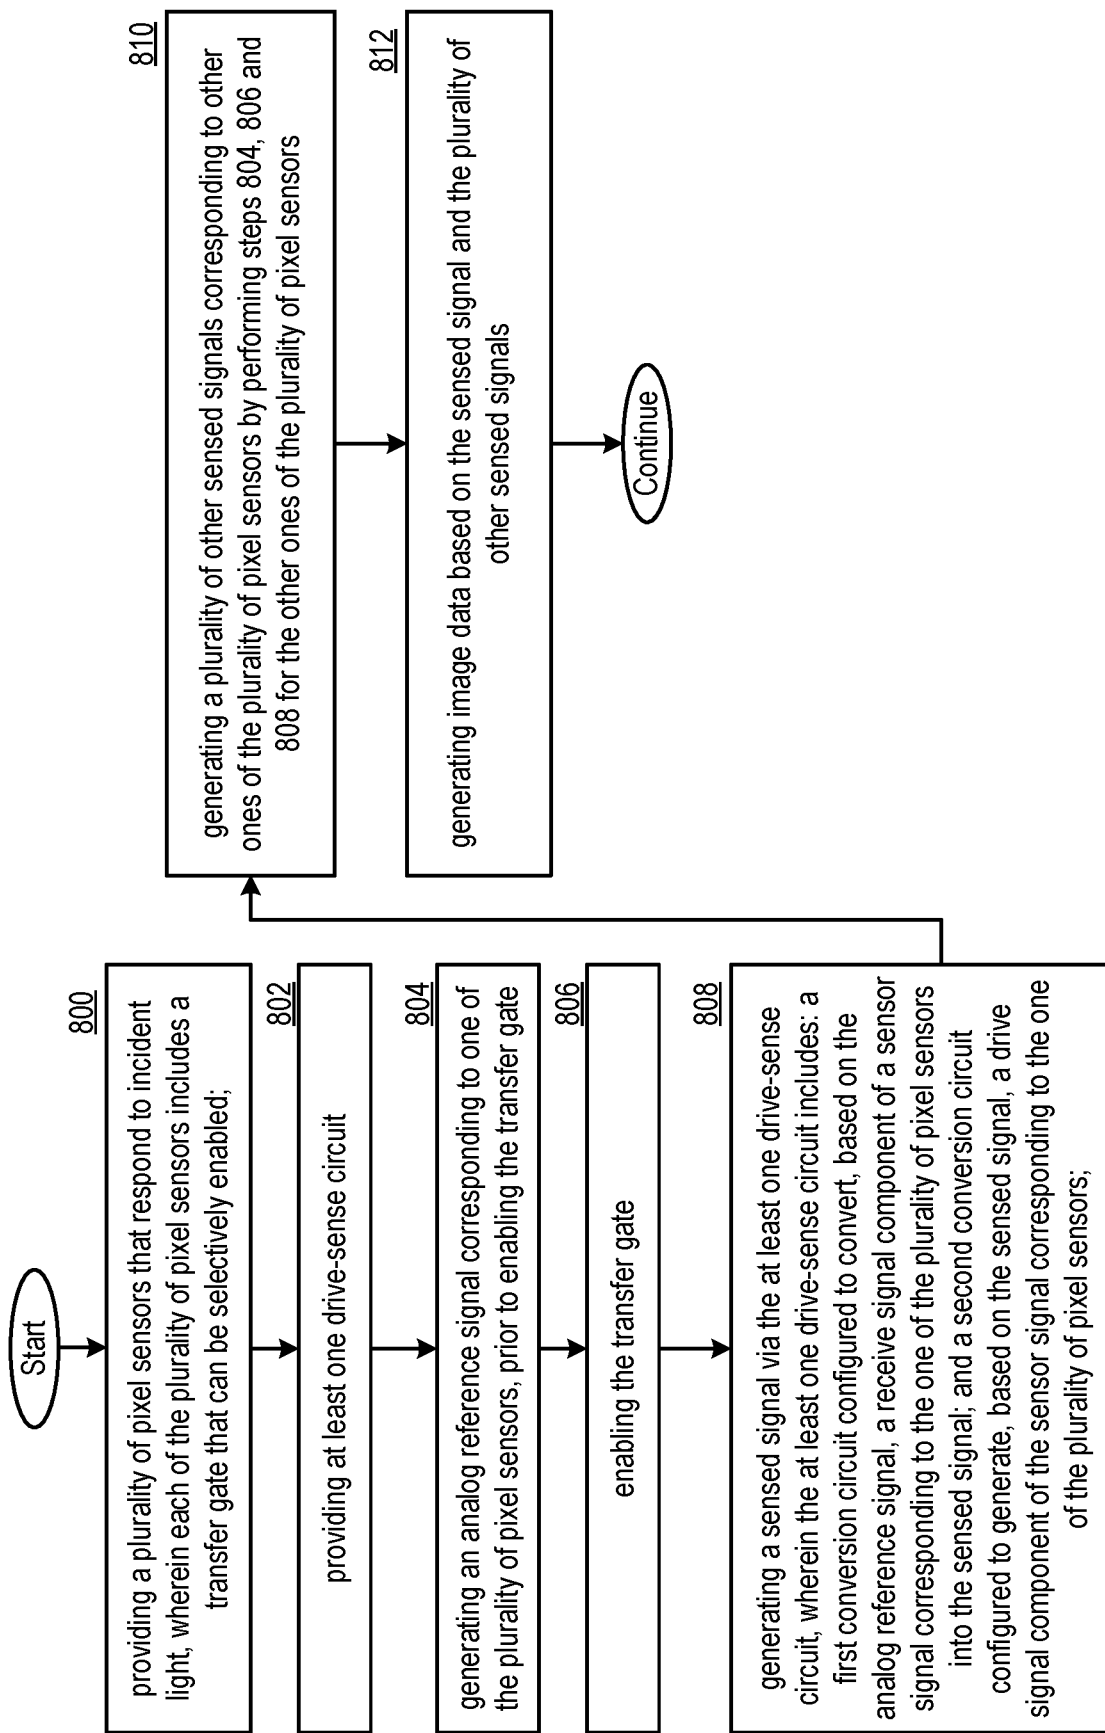 Start
800
providing a plurality of pixel sensors that respond to incident
light, wherein each of the plurality of pixel sensors includes a
transfer gate that can be selectively enabled;
802
providing at least one drive-sense circuit
804
generating an analog reference signal corresponding to one of
the plurality of pixel sensors, prior to enabling the transfer gate
806
enabling the transfer gate
808
generating a sensed signal via the at least one drive-sense
circuit, wherein the at least one drive-sense circuit includes: a
first conversion circuit configured to convert, based on the
analog reference signal, a receive signal component of a sensor
signal corresponding to the one of the plurality of pixel sensors
into the sensed signal; and a second conversion circuit
configured to generate, based on the sensed signal, a drive
signal component of the sensor signal corresponding to the one
of the plurality of pixel sensors;
810
generating a plurality of other sensed signals corresponding to other
ones of the plurality of pixel sensors by performing steps 804, 806 and
808 for the other ones of the plurality of pixel sensors
812
generating image data based on the sensed signal and the plurality of
other sensed signals
Continue